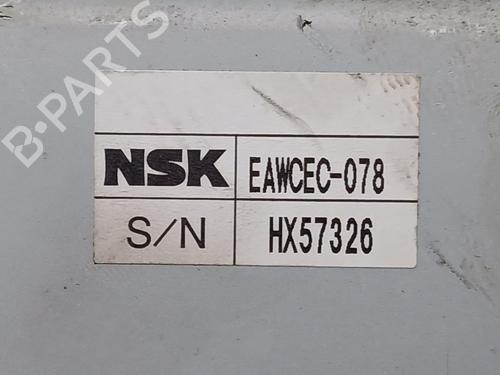 B-PARTS
NSK EAWCEC-078
S/N HX57326